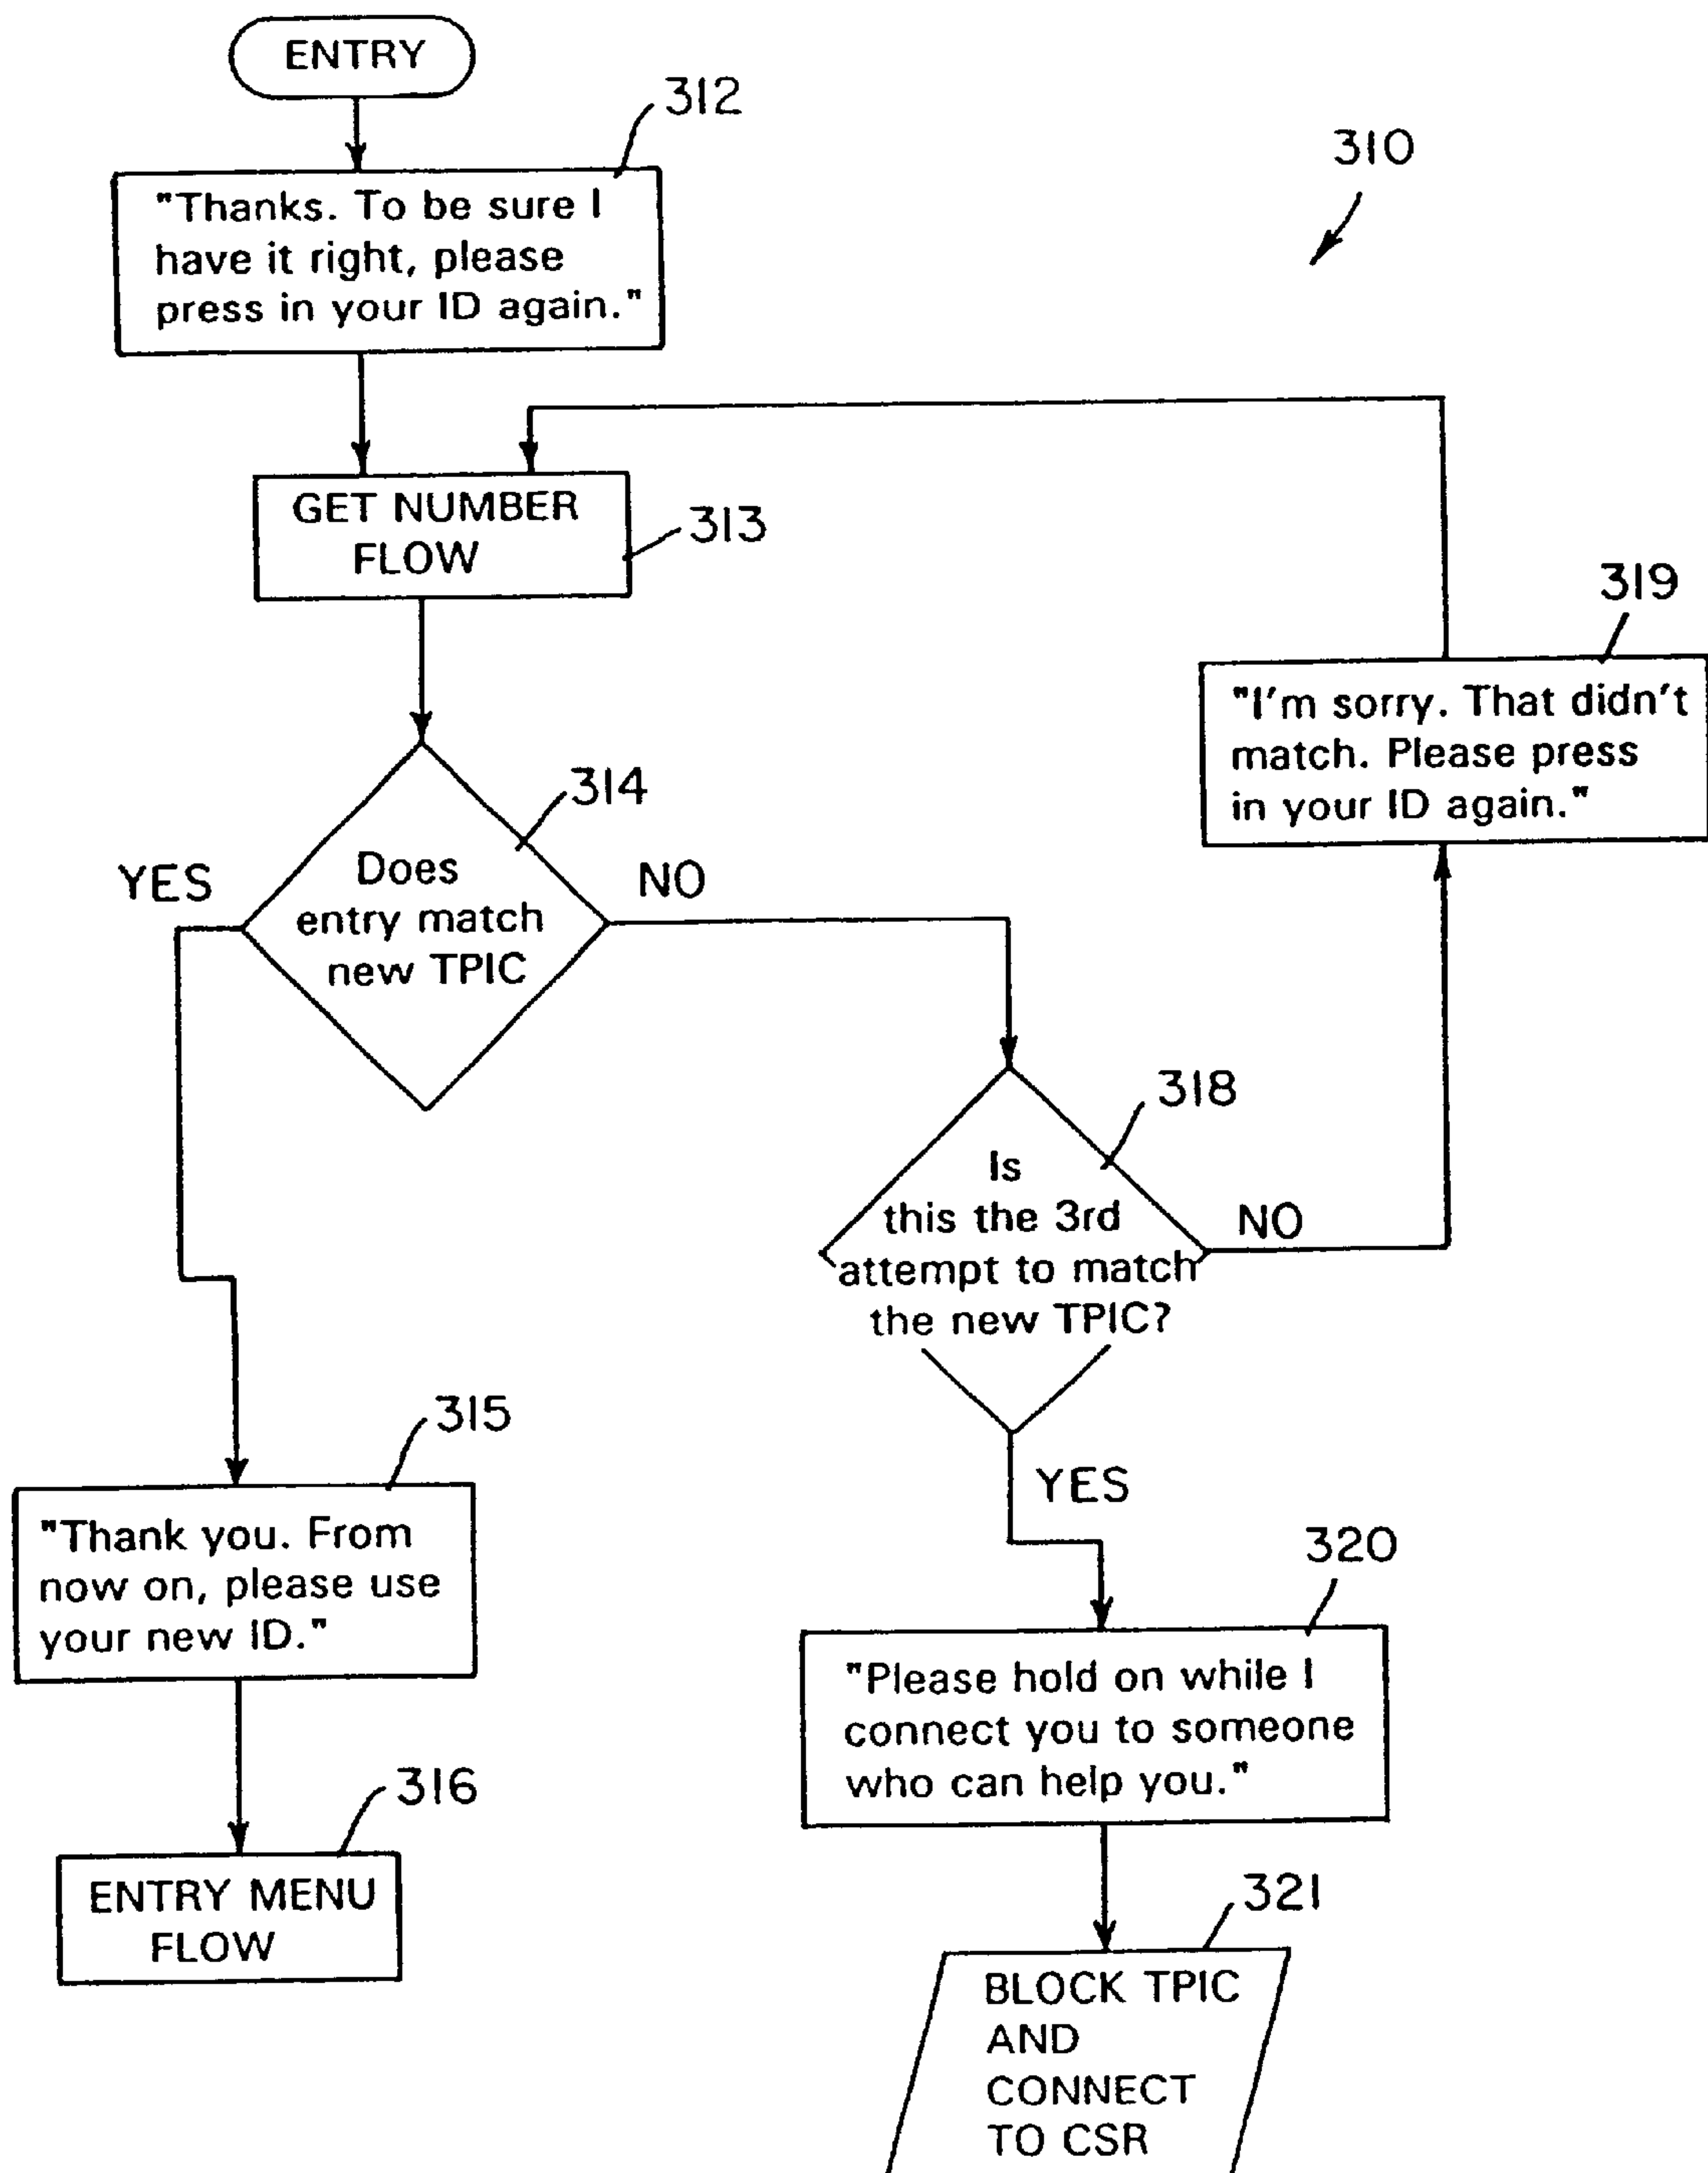 ENTRY
312
310
"Thanks. To be sure I
have it right, please
press in your ID again."
GET NUMBER
FLOW
313
319
"I'm sorry. That didn't
match. Please press
in your ID again."
314
YES
Does
entry match
new TPIC
NO
318
Is
this the 3rd
attempt to match
the new TPIC?
NO
YES
315
"Thank you. From
now on, please use
your new ID."
320
"Please hold on while I
connect you to someone
who can help you."
316
ENTRY MENU
FLOW
321
BLOCK TPIC
AND
CONNECT
TO CSR